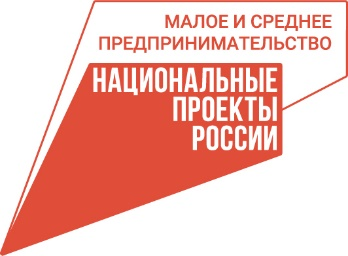 МАЛОЕ И СРЕДНЕЕ
ПРЕДПРИНИМАТЕЛЬСТВО
НАЦИОНАЛЬНЫЕ
ПРОЕКТЫ
РОССИИ